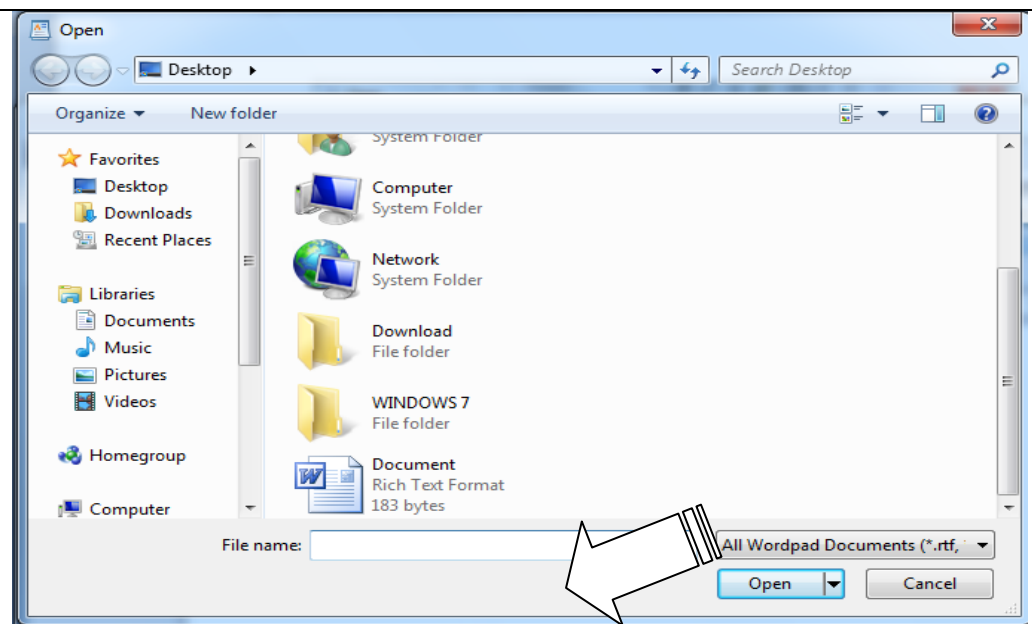 Open
Desktop
Search Desktop
Organize
New folder
Favorites
Desktop
Downloads
Recent Places
Libraries
Documents
Music
Pictures
Videos
Homegroup
Computer
System Folder
Computer
System Folder
Network
System Folder
Download
File folder
WINDOWS 7
File folder
Document
Rich Text Format
183 bytes
File name:
All Wordpad Documents (*.rtf,
Open
Cancel